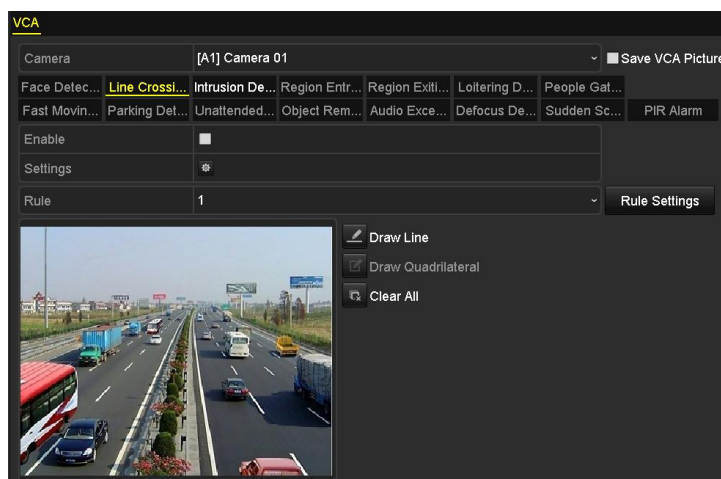 VCA
Camera [A1] Camera 01 Save VCA Picture
Face Detec... Line Crossi... Intrusion De... Region Entr... Region Exiti... Loitering D... People Gat...
Fast Movin... Parking Det... Unattended... Object Rem... Audio Exce... Defocus De... Sudden Sc... PIR Alarm
Enable
Settings
Rule 1 Rule Settings
Draw Line
Draw Quadrilateral
Clear All